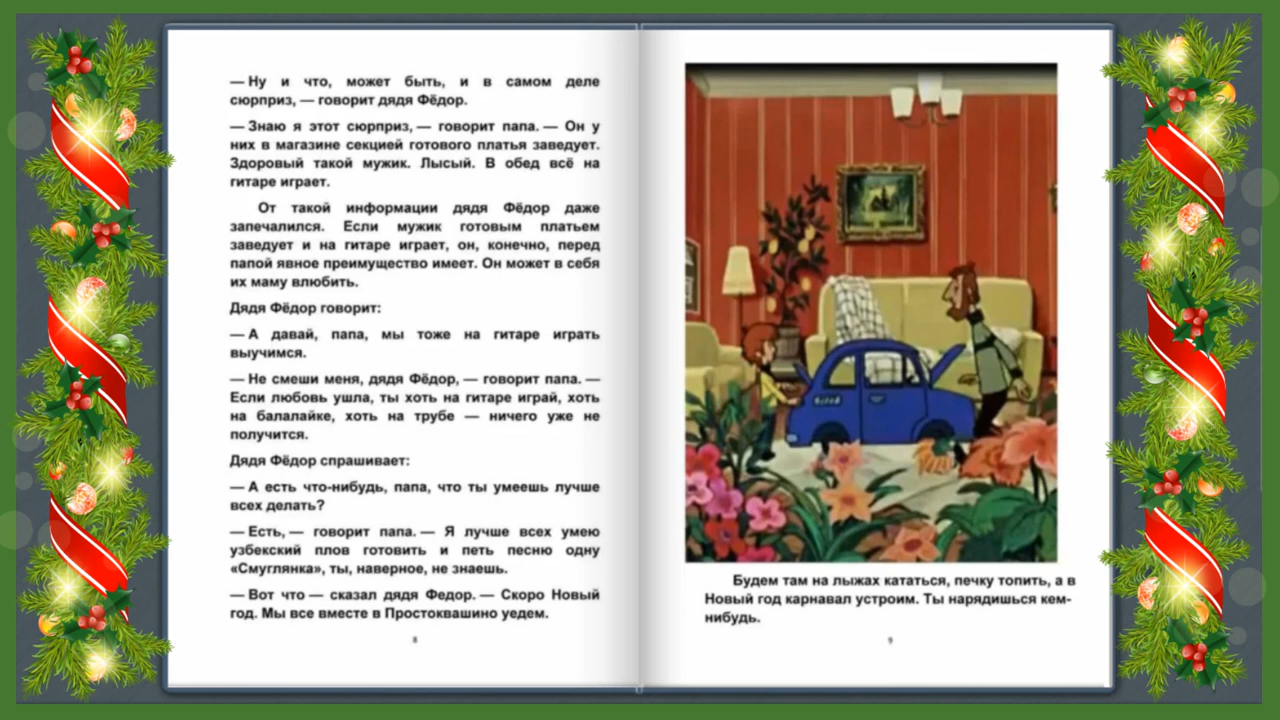 — Ну и что, может быть, и в самом деле
сюрприз, — говорит дядя Фёдор.
— Знаю я этот сюрприз, — говорит папа. — Он у
них в магазине секцией готового платья заведует.
Здоровый такой мужик. Лысый. В обед всё на
гитаре играет.
От такой информации дядя Фёдор даже
запечалился. Если мужик готовым платьем
заведует и на гитаре играет, он, конечно, перед
папой явное преимущество имеет. Он может в себя
их маму влюбить.
Дядя Фёдор говорит:
— А давай, папа, мы тоже на гитаре играть
выучимся.
— Не смеши меня, дядя Фёдор, — говорит папа. —
Если любовь ушла, ты хоть на гитаре играй, хоть
на балалайке, хоть на трубе — ничего уже не
получится.
Дядя Фёдор спрашивает:
— А есть что-нибудь, папа, что ты умеешь лучше
всех делать?
— Есть, — говорит папа. — Я лучше всех умею
узбекский плов готовить и петь песню одну
«Смуглянка», ты, наверное, не знаешь.
— Вот что — сказал дядя Федор. — Скоро Новый
год. Мы все вместе в Простоквашино уедем.
8
Будем там на лыжах кататься, печку топить, а в
Новый год карнавал устроим. Ты нарядишься кем-
нибудь.
9